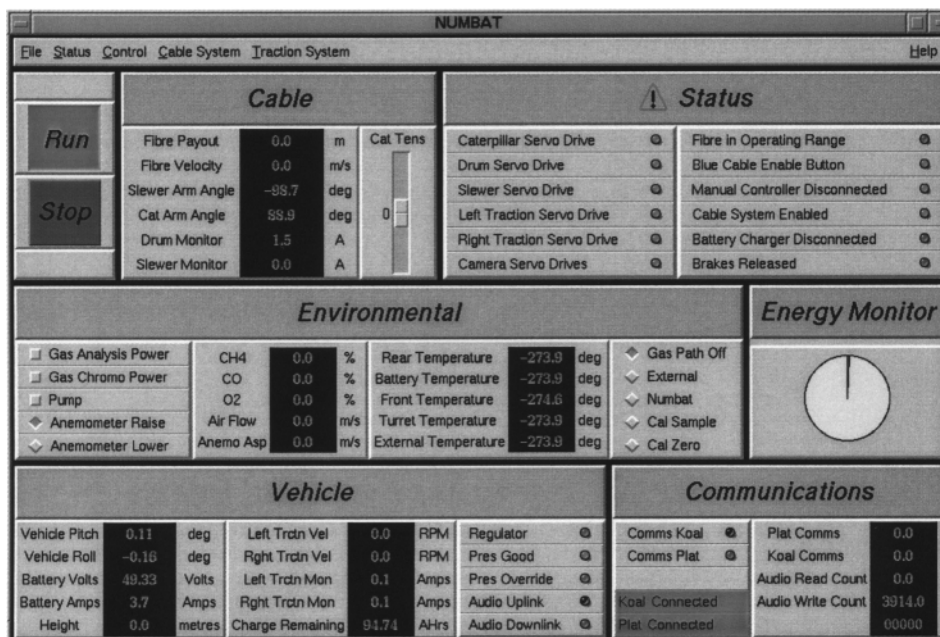 NUMBAT
File Status Control Cable System Traction System Help
Run
Stop
Cable
Fibre Payout 0.0 m
Fibre Velocity 0.0 m/s
Slewer Arm Angle -98.7 deg
Cat Arm Angle 88.9 deg
Drum Monitor 1.5 A
Slewer Monitor 0.0 A
Cat Tens
0
Status
Caterpillar Servo Drive
Drum Servo Drive
Slewer Servo Drive
Left Traction Servo Drive
Right Traction Servo Drive
Camera Servo Drives
Fibre in Operating Range
Blue Cable Enable Button
Manual Controller Disconnected
Cable System Enabled
Battery Charger Disconnected
Brakes Released
Environmental
Gas Analysis Power
Gas Chromo Power
Pump
Anemometer Raise
Anemometer Lower
CH4 0.0 %
CO 0.0 %
O2 0.0 %
Air Flow 0.0 m/s
Anemo Asp 0.0 m/s
Rear Temperature -273.9 deg
Battery Temperature -273.9 deg
Front Temperature -274.6 deg
Turret Temperature -273.9 deg
External Temperature -273.9 deg
Gas Path Off
External
Numbat
Cal Sample
Cal Zero
Energy Monitor
Vehicle
Vehicle Pitch 0.11 deg
Vehicle Roll -0.16 deg
Battery Volts 49.33 Volts
Battery Amps 3.7 Amps
Height 0.0 metres
Left Trctn Vel 0.0 RPM
Rght Trctn Vel 0.0 RPM
Left Trctn Mon 0.1 Amps
Rght Trctn Mon 0.1 Amps
Charge Remaining 94.74 AHrs
Regulator
Pres Good
Pres Override
Audio Uplink
Audio Downlink
Communications
Comms Koal
Comms Plat
Koal Connected
Plat Connected
Plat Comms 0.0
Koal Comms 0.0
Audio Read Count 0.0
Audio Write Count 3914.0
00000